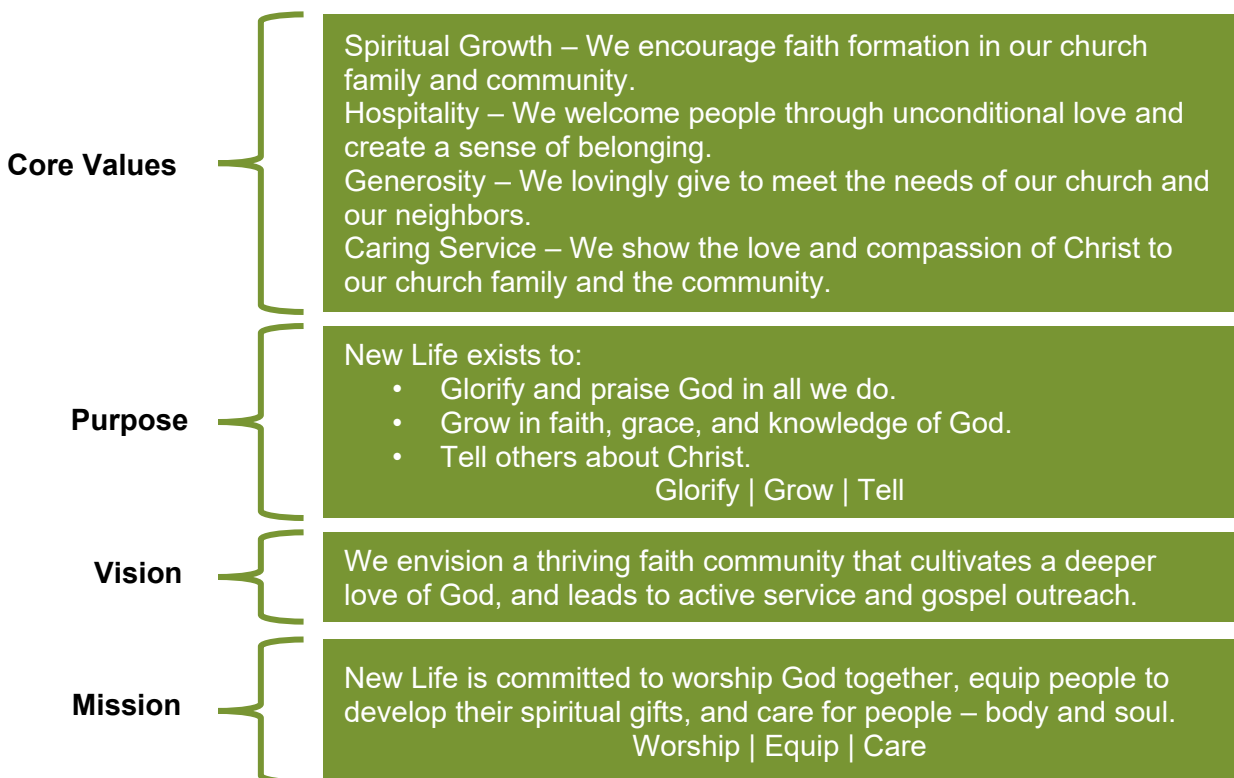 Core Values
Spiritual Growth – We encourage faith formation in our church
family and community.
Hospitality – We welcome people through unconditional love and
create a sense of belonging.
Generosity – We lovingly give to meet the needs of our church and
our neighbors.
Caring Service – We show the love and compassion of Christ to
our church family and the community.
Purpose
New Life exists to:
• Glorify and praise God in all we do.
• Grow in faith, grace, and knowledge of God.
• Tell others about Christ.
Glorify | Grow | Tell
Vision
We envision a thriving faith community that cultivates a deeper
love of God, and leads to active service and gospel outreach.
Mission
New Life is committed to worship God together, equip people to
develop their spiritual gifts, and care for people – body and soul.
Worship | Equip | Care